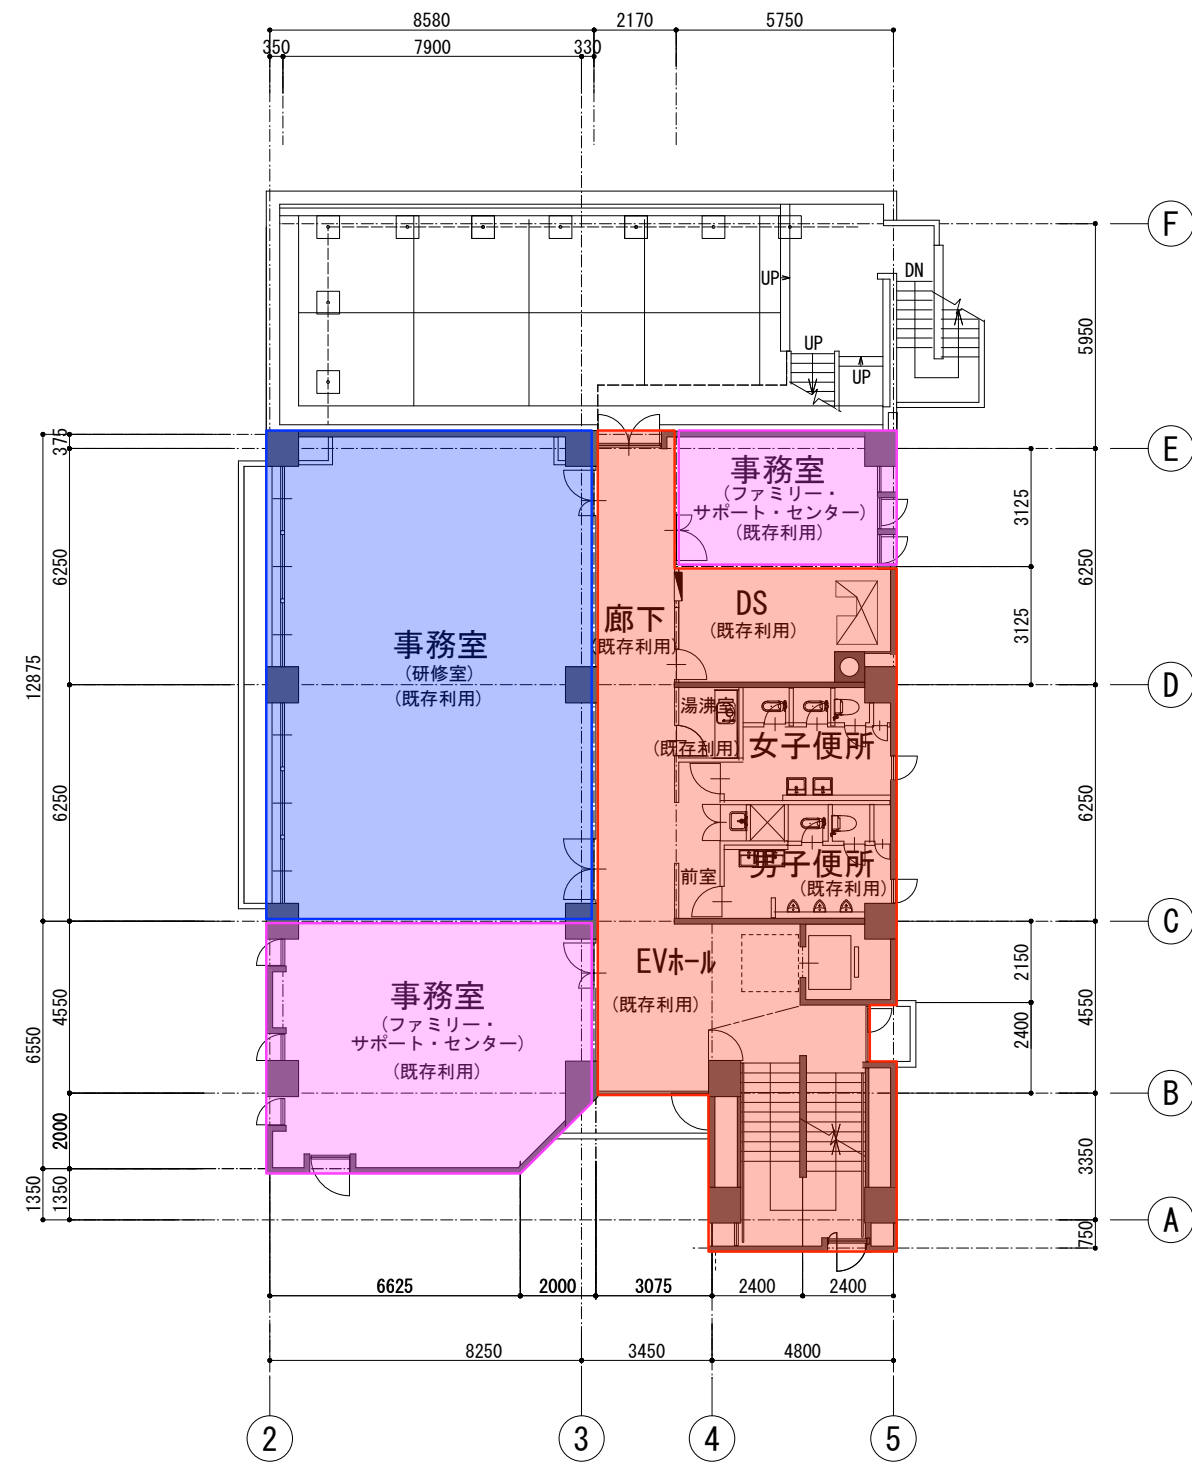 8580
2170
5750
350
7900
330
F
UP
DN
UP
UP
5950
375
E
事務室
(ファミリー・
サポート・センター)
(既存利用)
3125
6250
6250
DS
(既存利用)
廊下
(既存利用)
3125
12875
事務室
(研修室)
(既存利用)
D
湯沸室
(既存利用)
女子便所
6250
6250
前室
男子便所
(既存利用)
C
EVホール
(既存利用)
2150
4550
2400
事務室
(ファミリー・
サポート・センター)
(既存利用)
4550
6550
B
2000
3350
1350
1350
A
750
6625
2000
3075
2400
2400
8250
3450
4800
2
3
4
5